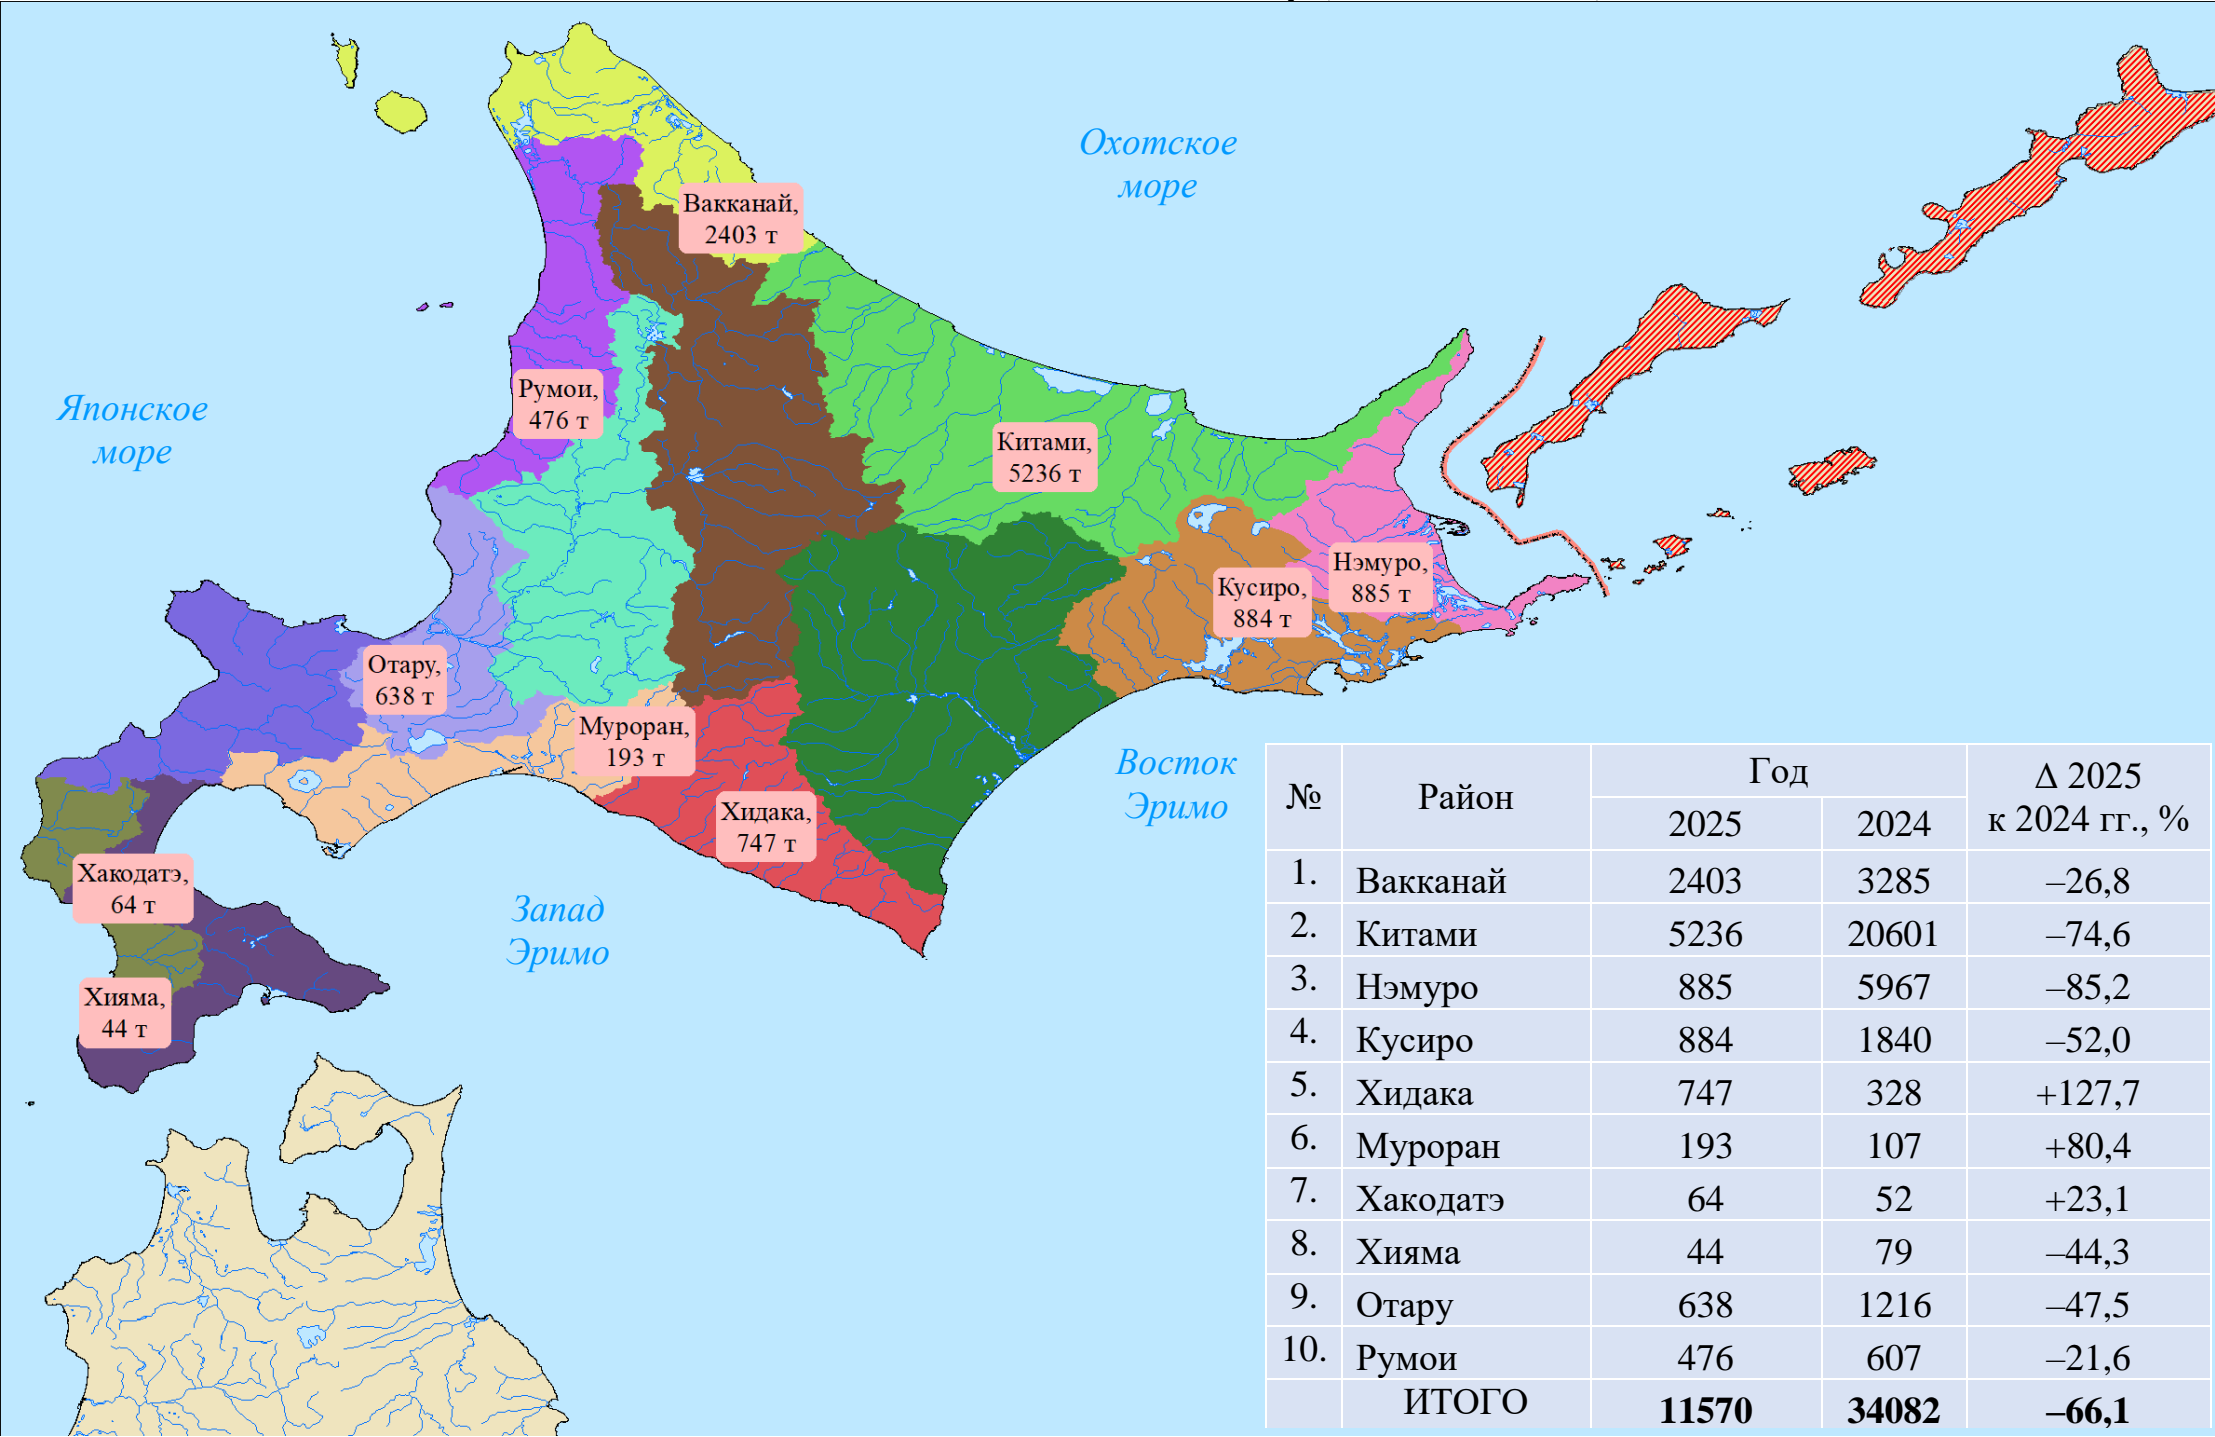 Охотское
море
Вакканай,
2403 т
Японское
море
Румои,
476 т
Китами,
5236 т
Нэмуро,
885 т
Кусиро,
884 т
Отару,
638 т
Муроран,
193 т
Хидака,
747 т
Восток
Эримо
Хакодатэ,
64 т
Запад
Эримо
Хияма,
44 т
№ Район Год Δ 2025
к 2024 гг., %
2025 2024
1. Вакканай 2403 3285 –26,8
2. Китами 5236 20601 –74,6
3. Нэмуро 885 5967 –85,2
4. Кусиро 884 1840 –52,0
5. Хидака 747 328 +127,7
6. Муроран 193 107 +80,4
7. Хакодатэ 64 52 +23,1
8. Хияма 44 79 –44,3
9. Отару 638 1216 –47,5
10. Румои 476 607 –21,6
ИТОГО 11570 34082 –66,1